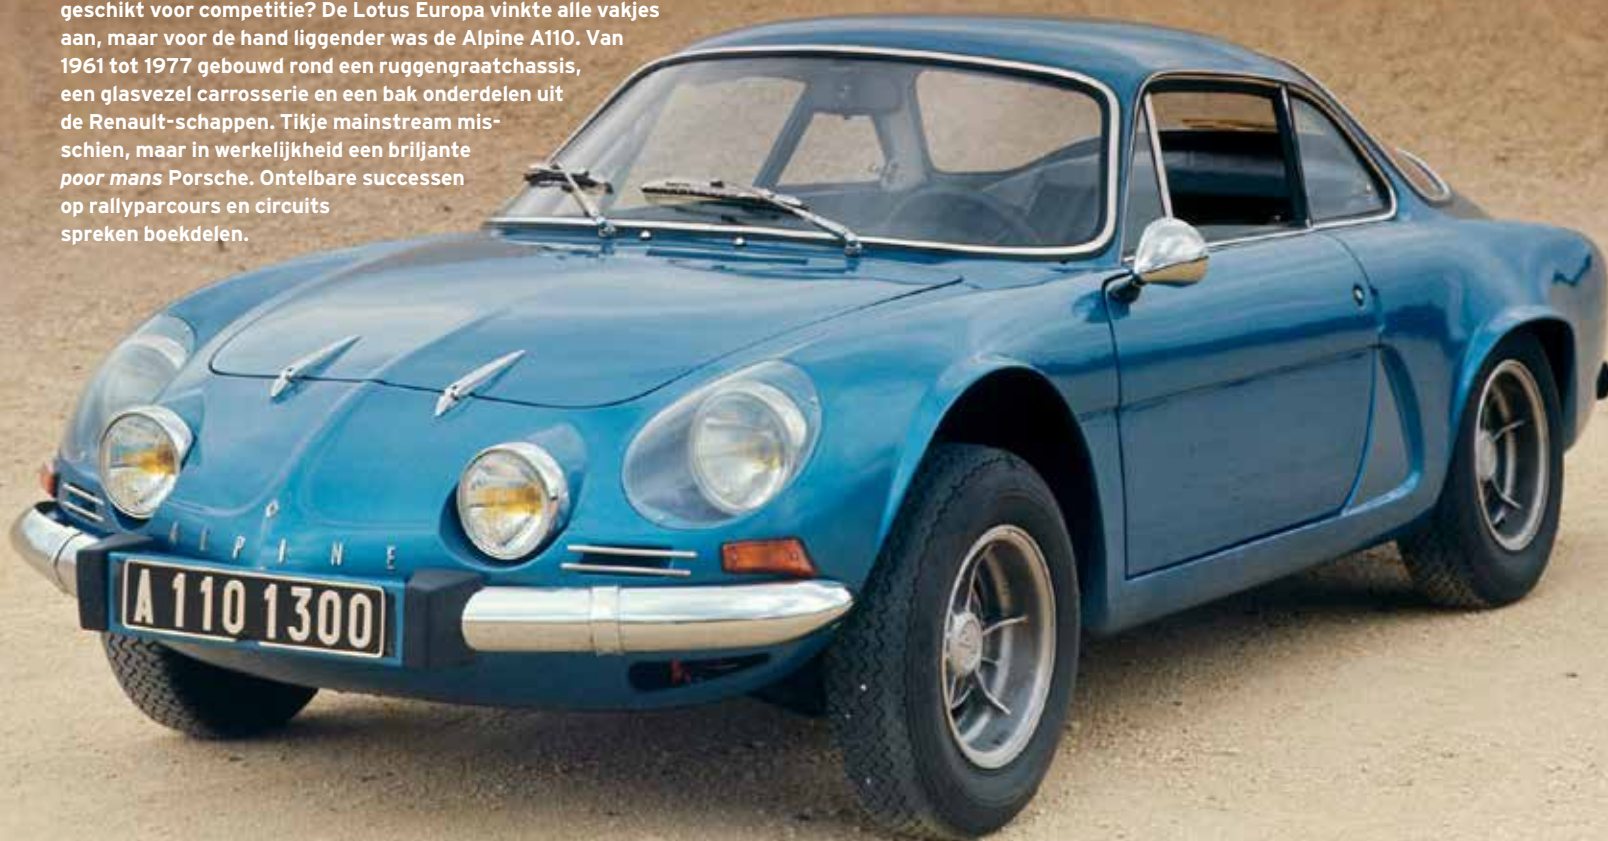 geschikt voor competitie? De Lotus Europa vinkte alle vakjes
aan, maar voor de hand liggender was de Alpine A110. Van
1961 tot 1977 gebouwd rond een ruggengraatchassis,
een glasvezel carrosserie en een bak onderdelen uit
de Renault-schappen. Tikje mainstream mis-
schien, maar in werkelijkheid een briljante
poor mans Porsche. Ontelbare successen
op rallyparcours en circuits
spreken boekdelen.
ALPINE
A 110 1300